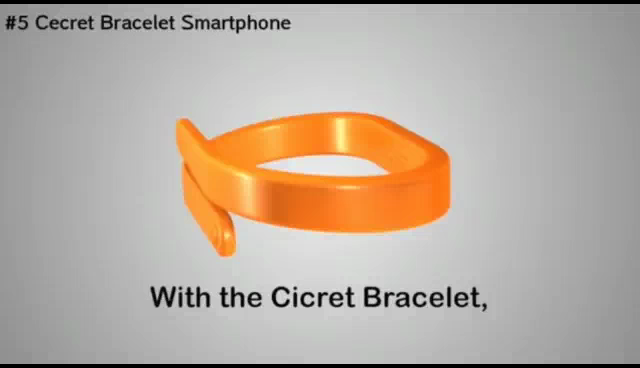 #5 Cecret Bracelet Smartphone
With the Cicret Bracelet,